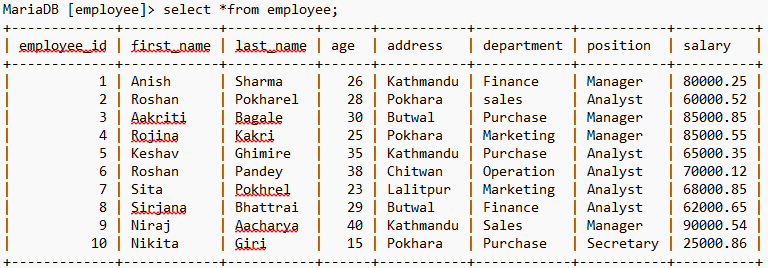 MariaDB [employee]> select *from employee;
+-------------+------------+-----------+------+-----------+------------+-----------+----------+
| employee_id | first_name | last_name | age | address | department | position | salary |
+-------------+------------+-----------+------+-----------+------------+-----------+----------+
| 1 | Anish | Sharma | 26 | Kathmandu | Finance | Manager | 80000.25 |
| 2 | Roshan | Pokharel | 28 | Pokhara | sales | Analyst | 60000.52 |
| 3 | Aakriti | Bagale | 30 | Butwal | Purchase | Manager | 85000.85 |
| 4 | Rojina | Kakri | 25 | Pokhara | Marketing | Manager | 85000.55 |
| 5 | Keshav | Ghimire | 35 | Kathmandu | Purchase | Analyst | 65000.35 |
| 6 | Roshan | Pandey | 38 | Chitwan | Operation | Analyst | 70000.12 |
| 7 | Sita | Pokhrel | 23 | Lalitpur | Marketing | Analyst | 68000.85 |
| 8 | Sirjana | Bhattrai | 29 | Butwal | Finance | Analyst | 62000.65 |
| 9 | Niraj | Aacharya | 40 | Kathmandu | Sales | Manager | 90000.54 |
| 10 | Nikita | Giri | 15 | Pokhara | Purchase | Secretary | 25000.86 |
+-------------+------------+-----------+------+-----------+------------+-----------+----------+